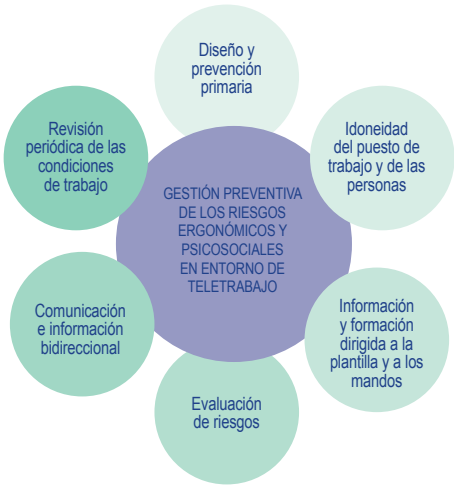 Diseño y
prevención
primaria
Idoneidad
del puesto de
trabajo y de las
personas
Información
y formación
dirigida a la
plantilla y a los
mandos
Evaluación
de riesgos
Comunicación
e información
bidireccional
Revisión
periódica de las
condiciones
de trabajo
GESTIÓN PREVENTIVA
DE LOS RIESGOS
ERGONÓMICOS Y
PSICOSOCIALES
EN ENTORNO DE
TELETRABAJO